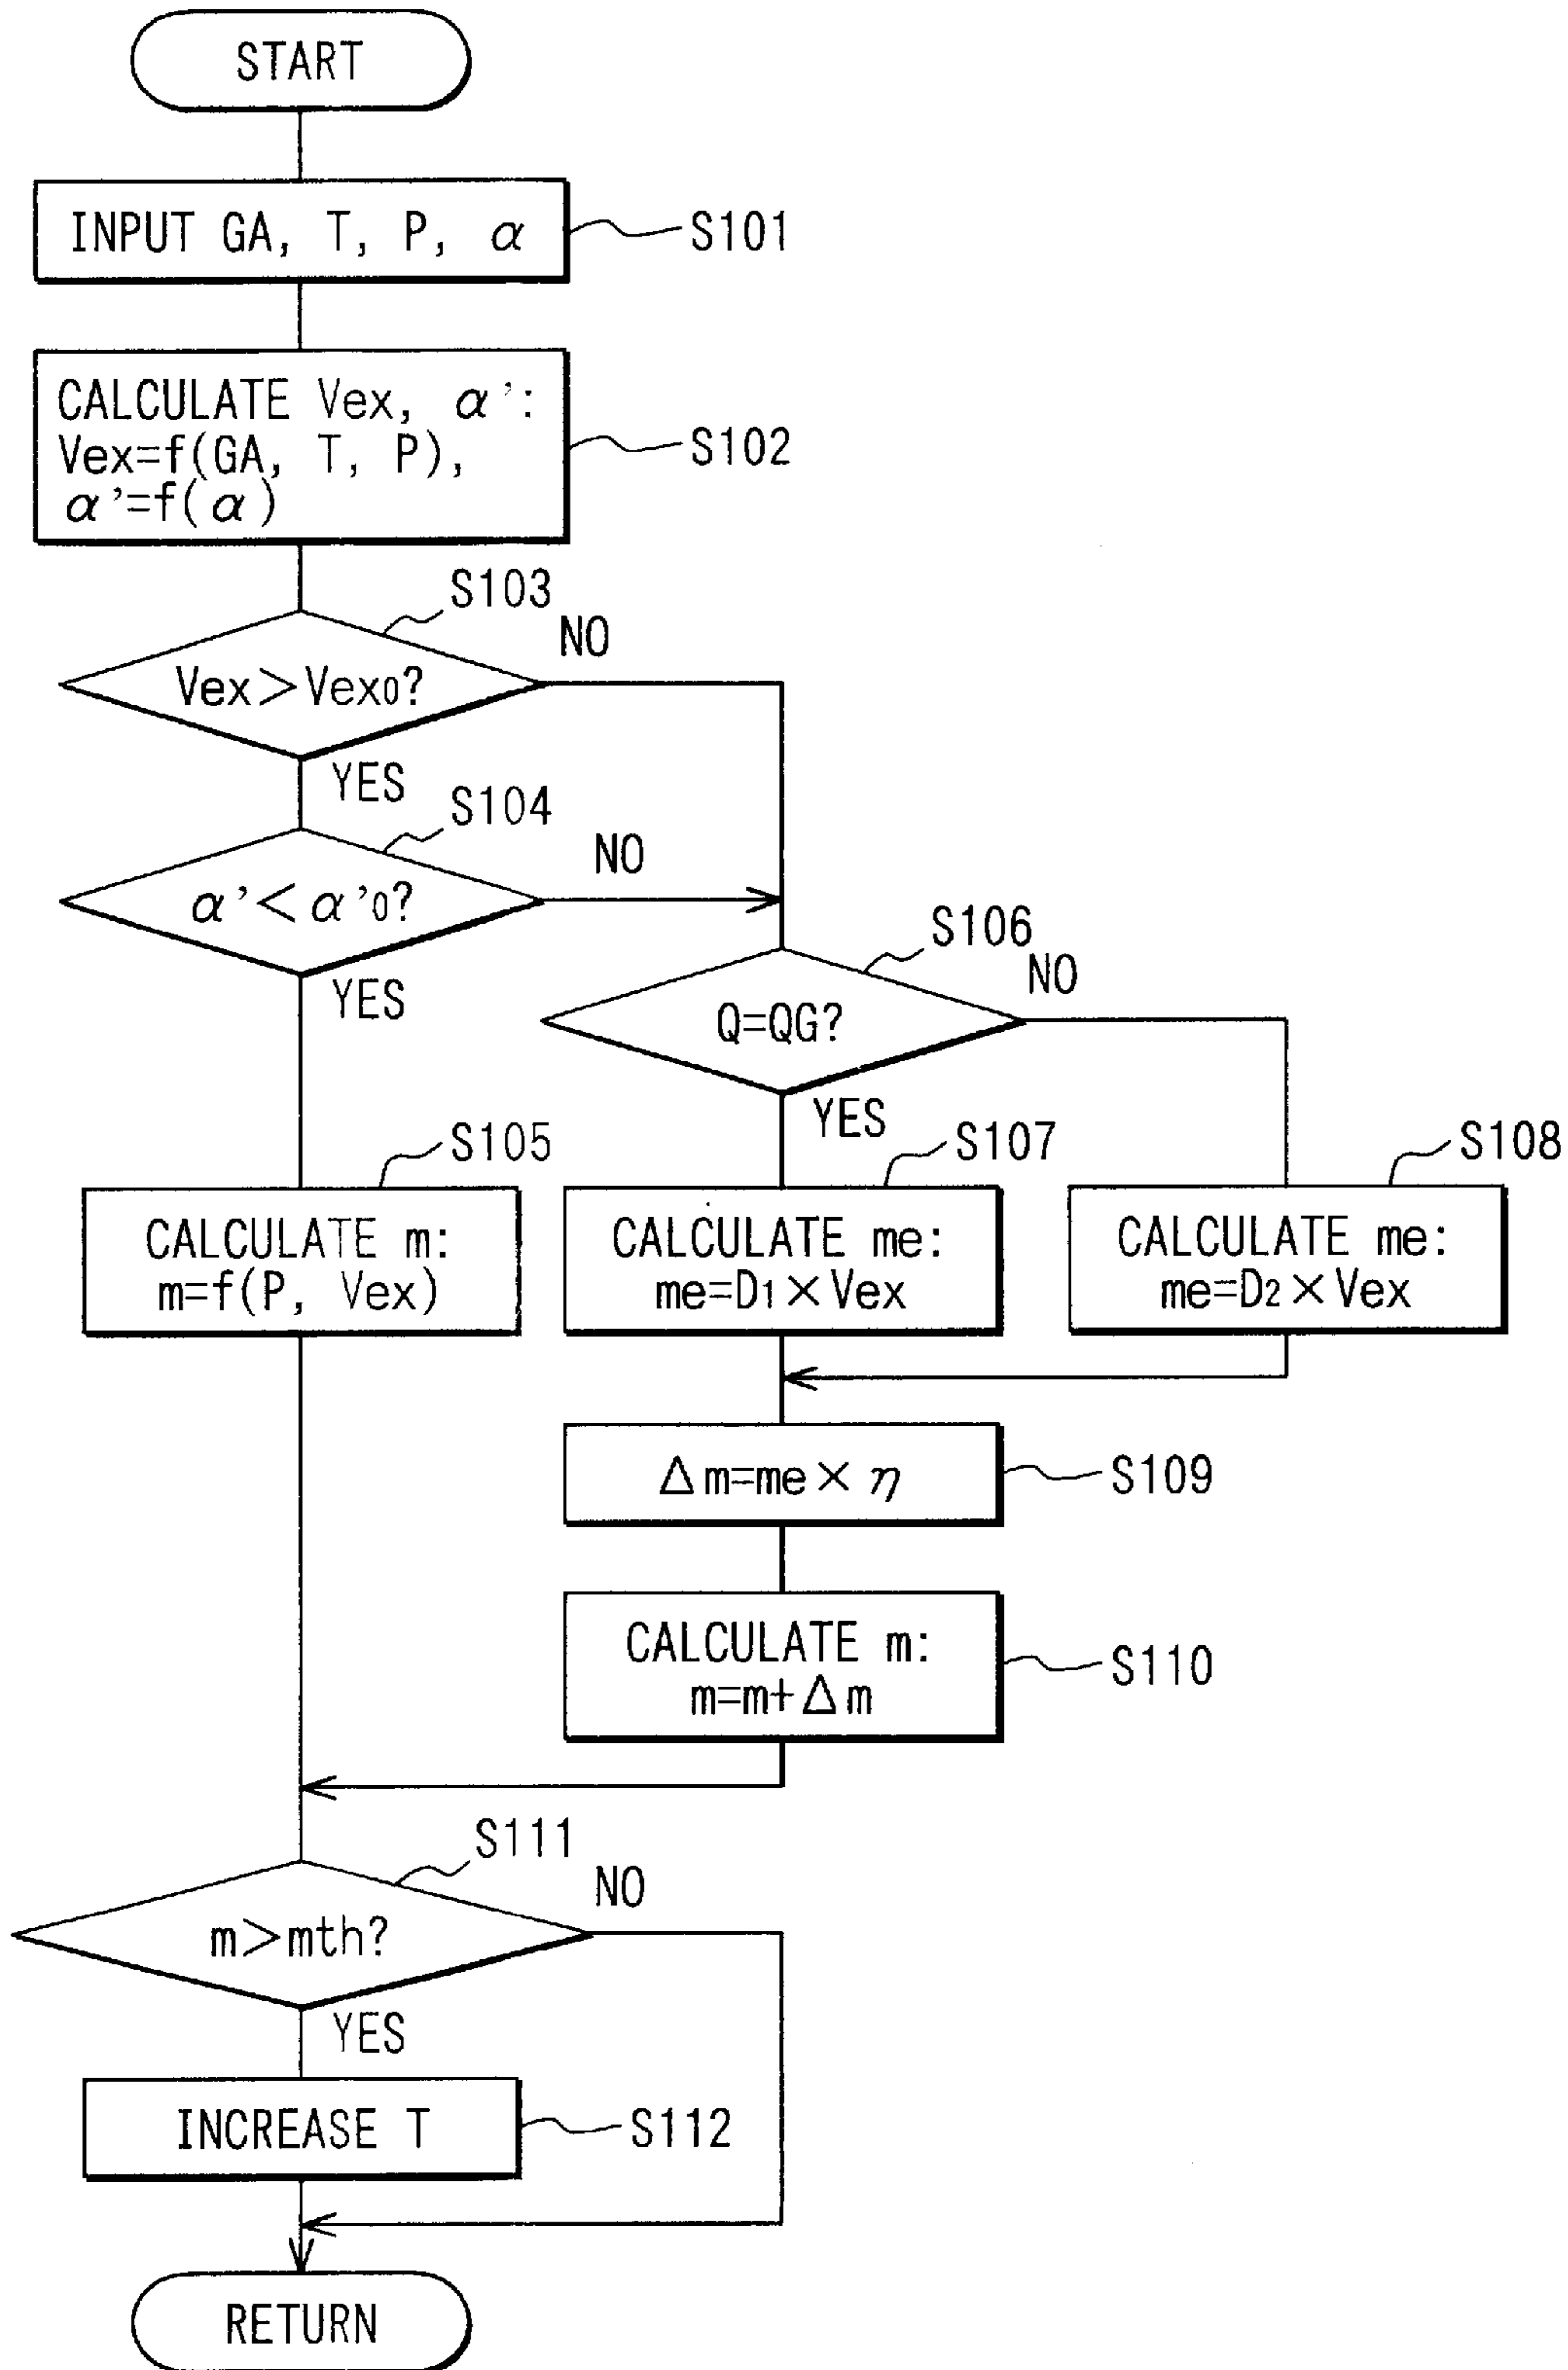 START
INPUT GA, T, P, α
S101
CALCULATE Vex, α':
Vex=f(GA, T, P),
α'=f(α)
S102
S103
Vex>Vex0?
NO
YES
S104
α'<α'0?
NO
YES
S106
Q=QG?
NO
YES
S105
CALCULATE m:
m=f(P, Vex)
S107
CALCULATE me:
me=D1×Vex
S108
CALCULATE me:
me=D2×Vex
Δm=me×η
S109
CALCULATE m:
m=m+Δm
S110
S111
m>mth?
NO
YES
INCREASE T
S112
RETURN